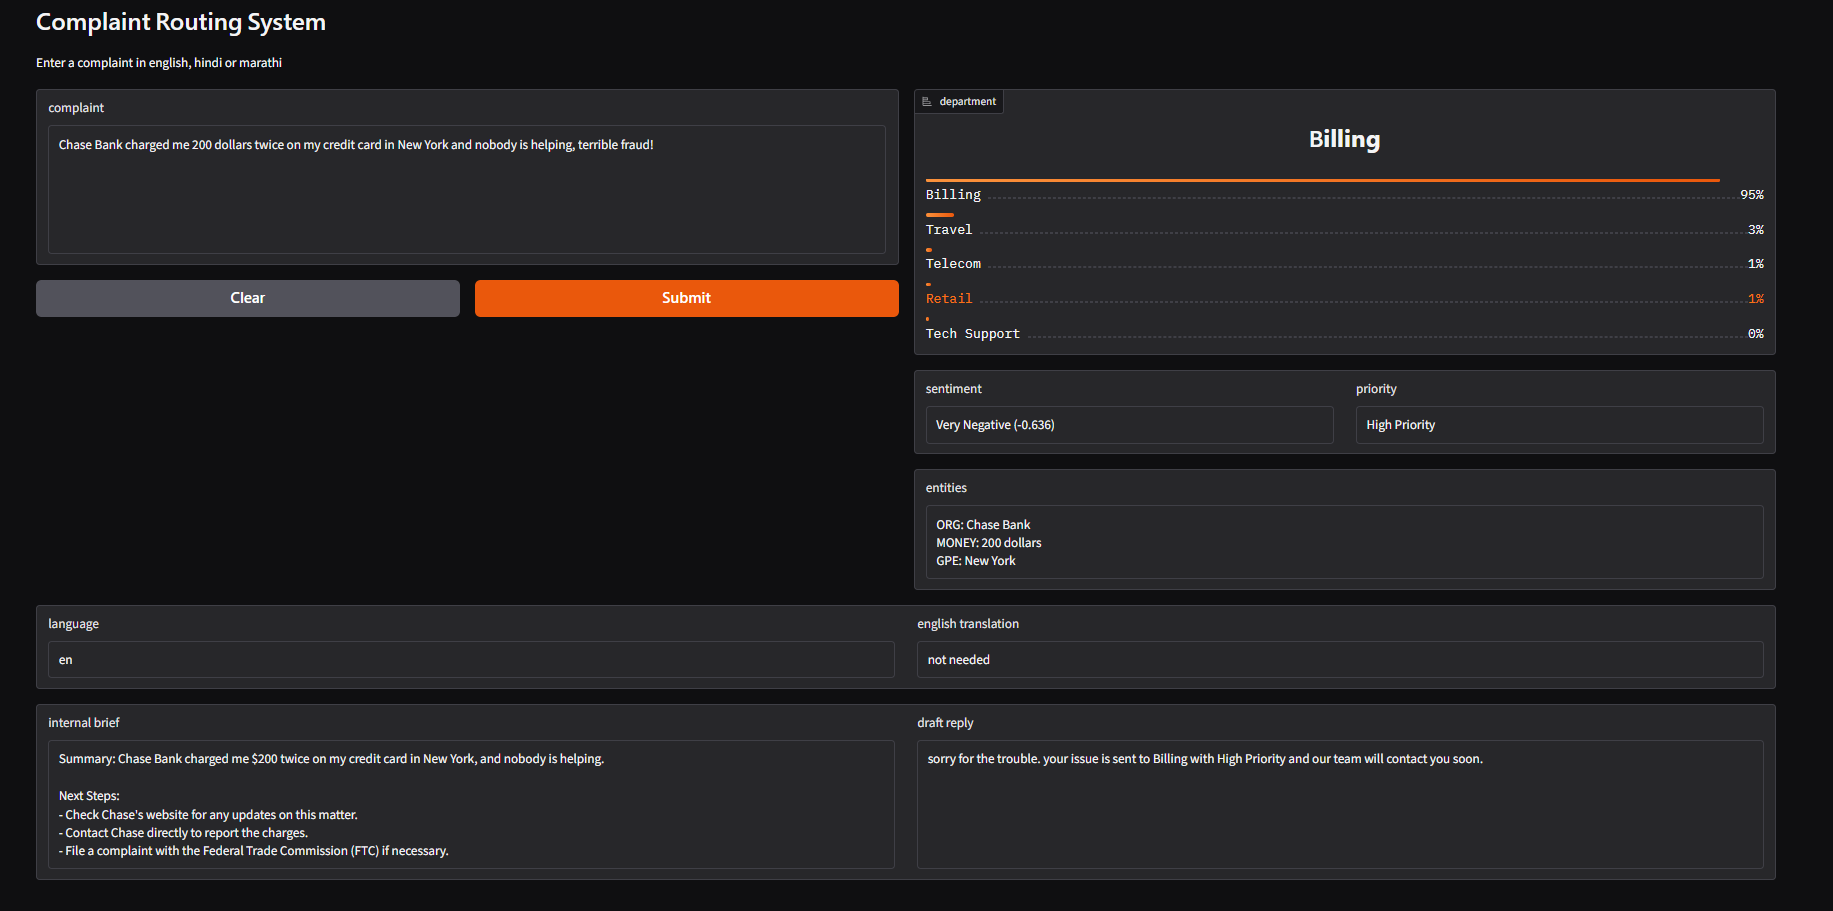 Complaint Routing System
Enter a complaint in english, hindi or marathi
complaint
Chase Bank charged me 200 dollars twice on my credit card in New York and nobody is helping, terrible fraud!
Clear
Submit
department
Billing
Billing 95%
Travel 3%
Telecom 1%
Retail 1%
Tech Support 0%
sentiment
Very Negative (-0.636)
priority
High Priority
entities
ORG: Chase Bank
MONEY: 200 dollars
GPE: New York
language
en
english translation
not needed
internal brief
Summary: Chase Bank charged me $200 twice on my credit card in New York, and nobody is helping.
Next Steps:
- Check Chase's website for any updates on this matter.
- Contact Chase directly to report the charges.
- File a complaint with the Federal Trade Commission (FTC) if necessary.
draft reply
sorry for the trouble. your issue is sent to Billing with High Priority and our team will contact you soon.